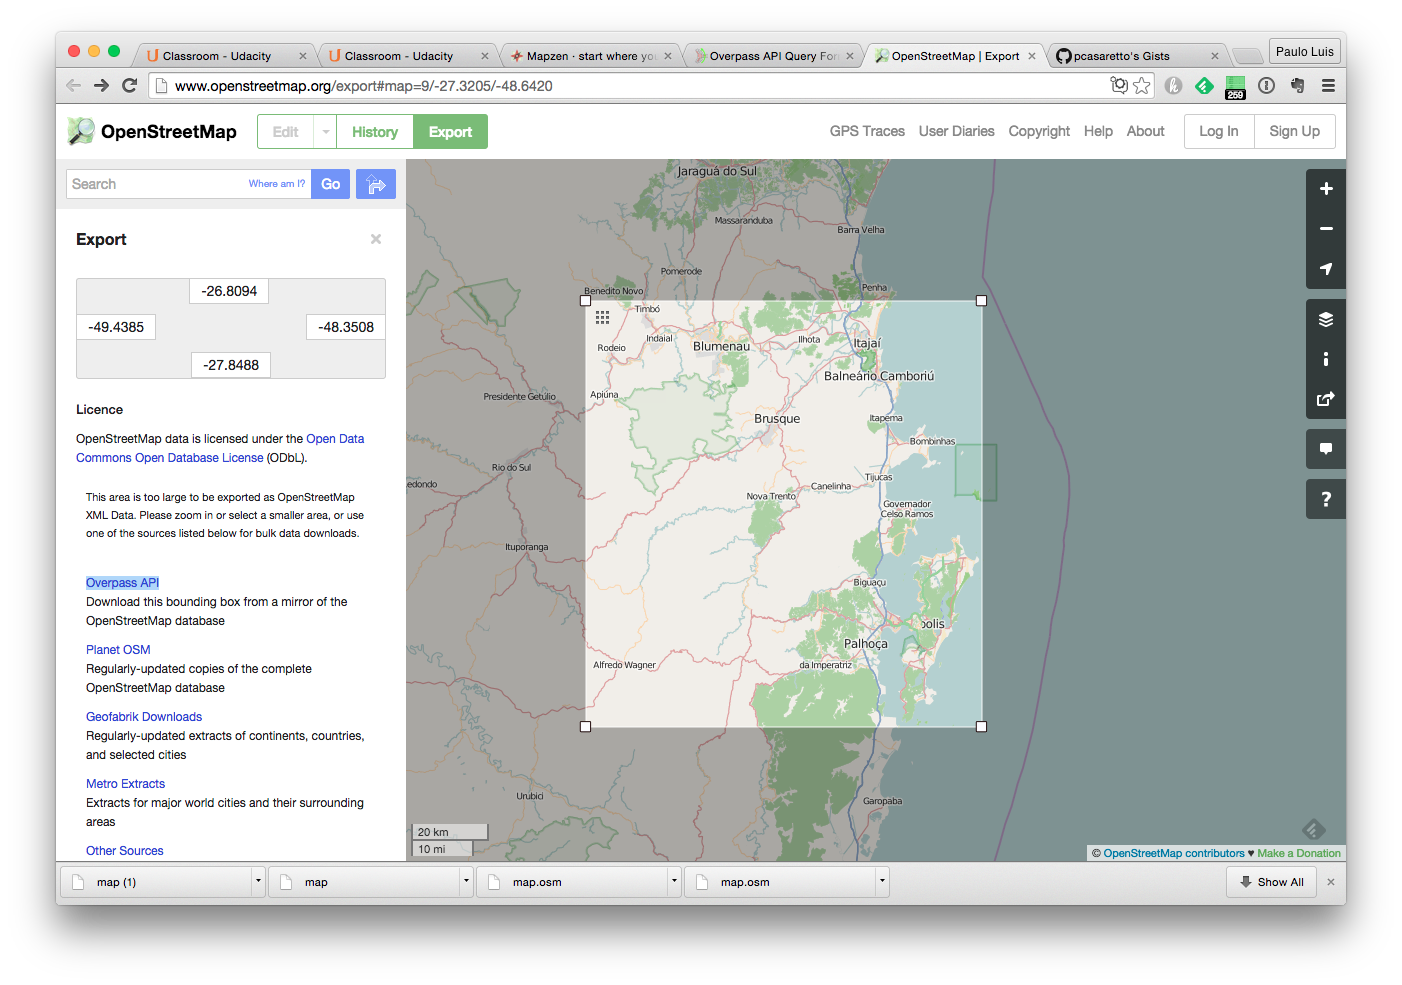 Classroom - Udacity
Classroom - Udacity
Mapzen · start where you
Overpass API Query For
OpenStreetMap | Export
pcasaretto's Gists
Paulo Luis
www.openstreetmap.org/export#map=9/-27.3205/-48.6420
259
OpenStreetMap
Edit
History
Export
GPS Traces
User Diaries
Copyright
Help
About
Log In
Sign Up
Search
Where am I?
Go
Export
-26.8094
-49.4385
-48.3508
-27.8488
Licence
OpenStreetMap data is licensed under the Open Data
Commons Open Database License (ODbL).
This area is too large to be exported as OpenStreetMap
XML Data. Please zoom in or select a smaller area, or use
one of the sources listed below for bulk data downloads.
Overpass API
Download this bounding box from a mirror of the
OpenStreetMap database
Planet OSM
Regularly-updated copies of the complete
OpenStreetMap database
Geofabrik Downloads
Regularly-updated extracts of continents, countries,
and selected cities
Metro Extracts
Extracts for major world cities and their surrounding
areas
Other Sources
Jaraguá do Sul
Massaranduba
Barra Velha
Pomerode
Benedito Novo
Penha
Timbó
Indaial
Rodeio
Blumenau
Ilhota
Itajaí
Balneário Camboriú
Apiúna
Presidente Getúlio
Brusque
Itapema
Bombinhas
Rio do Sul
Tijucas
edondo
Canelinha
Nova Trento
Governador
Celso Ramos
Ituporanga
Biguaçu
polis
Palhoça
Alfredo Wagner
da Imperatriz
Urubici
Garopaba
20 km
10 mi
© OpenStreetMap contributors ♥ Make a Donation
map (1)
map
map.osm
map.osm
Show All